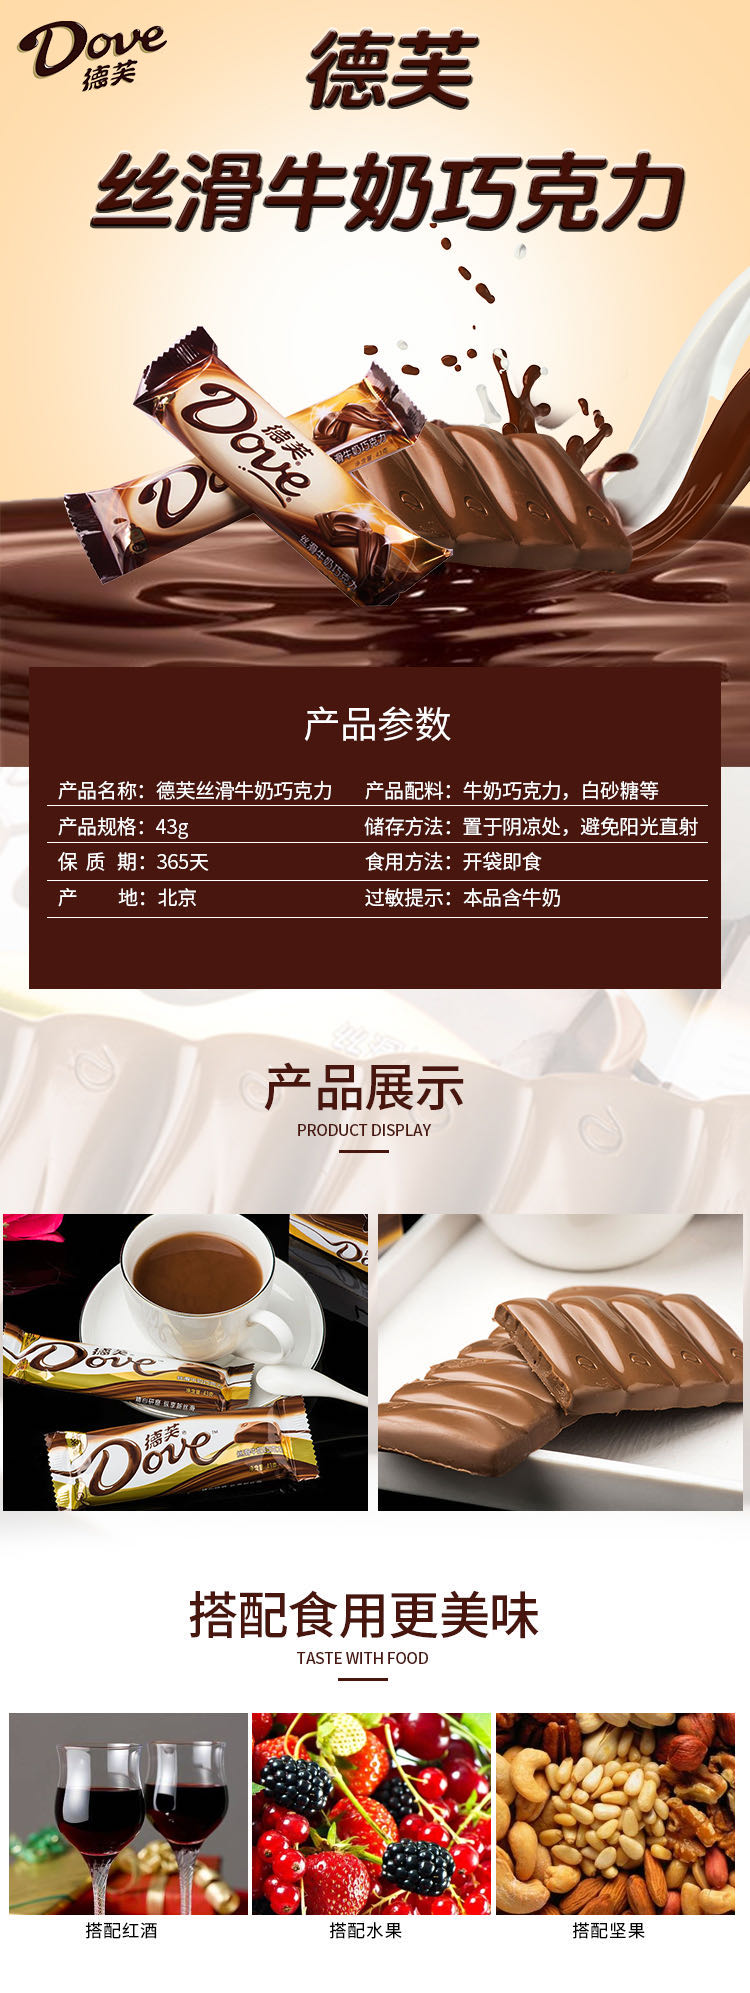 Dove
德芙
德芙
丝滑牛奶巧克力
德芙
Dove
丝滑牛奶巧克力
产品参数
产品名称：德芙丝滑牛奶巧克力
产品配料：牛奶巧克力，白砂糖等
产品规格：43g
储存方法：置于阴凉处，避免阳光直射
保 质 期：365天
食用方法：开袋即食
产 地：北京
过敏提示：本品含牛奶
产品展示
PRODUCT DISPLAY
德芙
Dove
德芙
Dove
搭配食用更美味
TASTE WITH FOOD
搭配红酒
搭配水果
搭配坚果